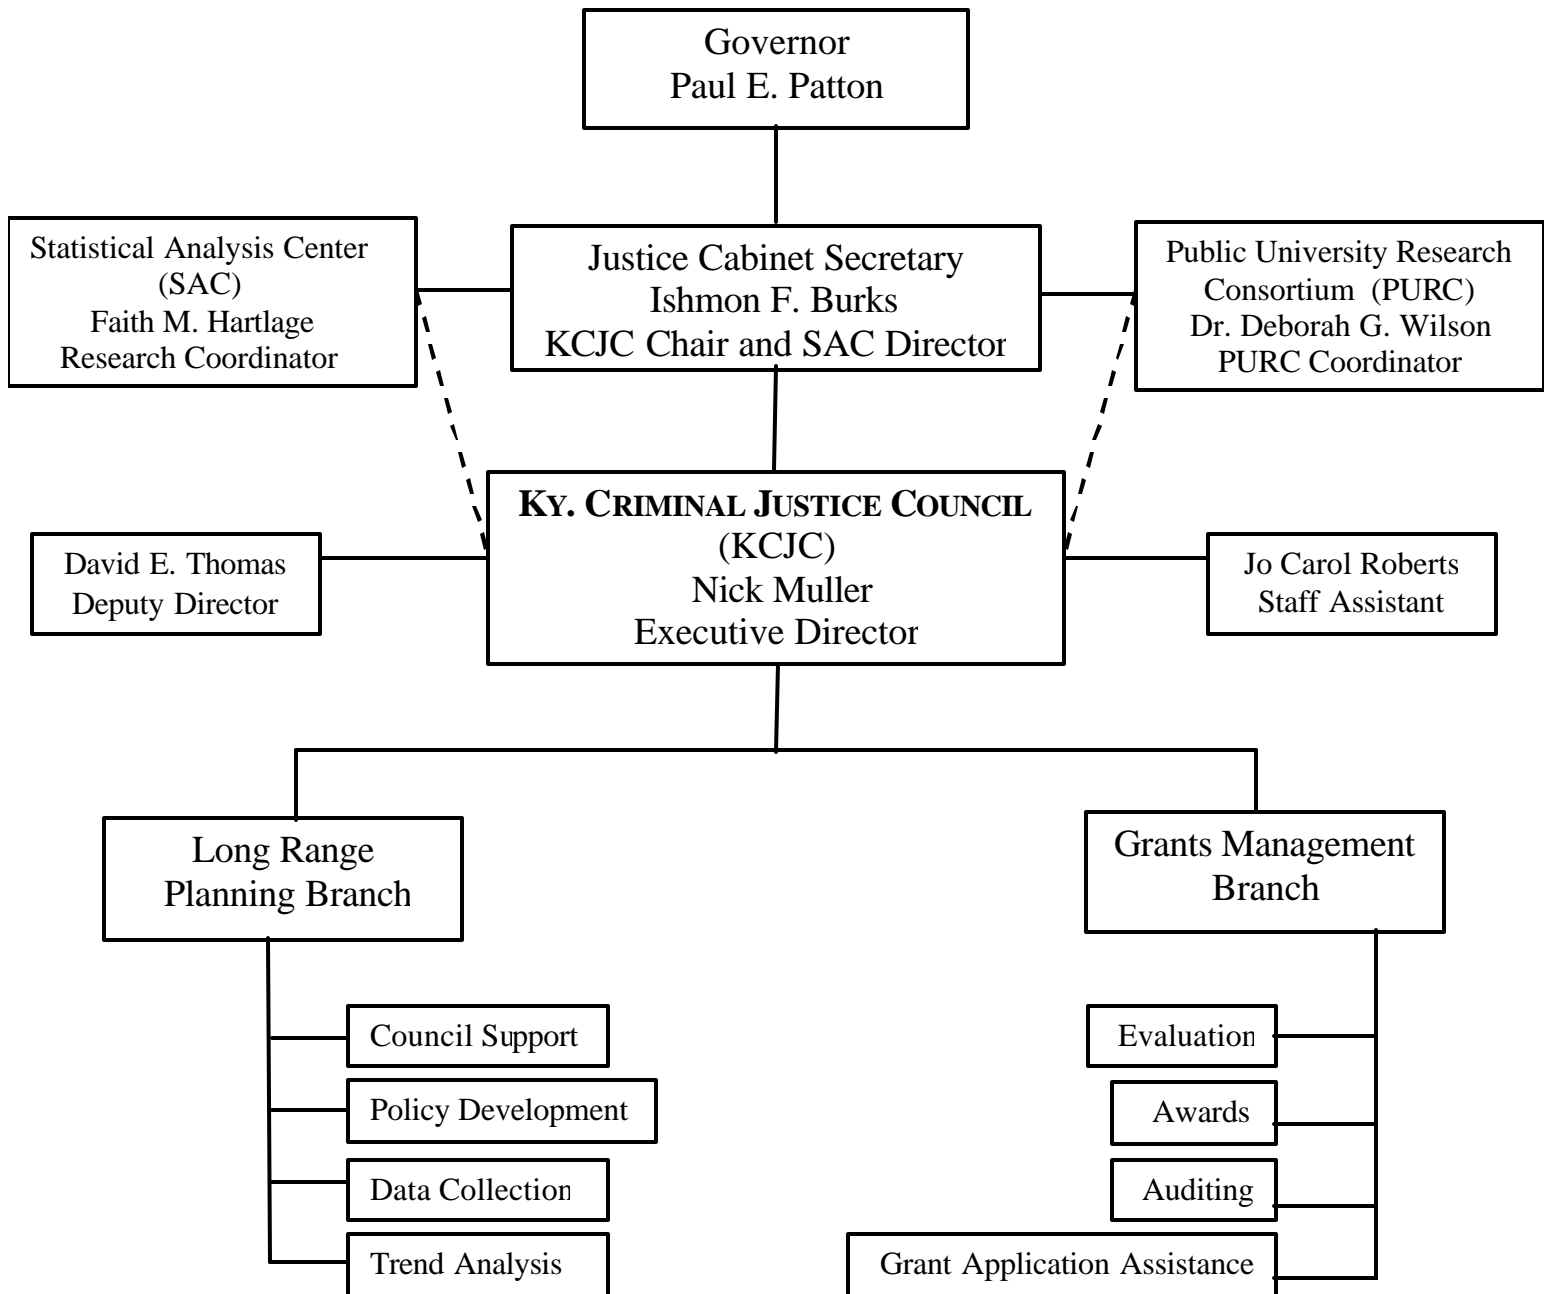 Governor
Paul E. Patton
Statistical Analysis Center
(SAC)
Faith M. Hartlage
Research Coordinator
Justice Cabinet Secretary
Ishmon F. Burks
KCJC Chair and SAC Director
Public University Research
Consortium (PURC)
Dr. Deborah G. Wilson
PURC Coordinator
KY. CRIMINAL JUSTICE COUNCIL
(KCJC)
Nick Muller
Executive Director
David E. Thomas
Deputy Director
Jo Carol Roberts
Staff Assistant
Long Range
Planning Branch
Grants Management
Branch
Council Support
Policy Development
Data Collection
Trend Analysis
Evaluation
Awards
Auditing
Grant Application Assistance